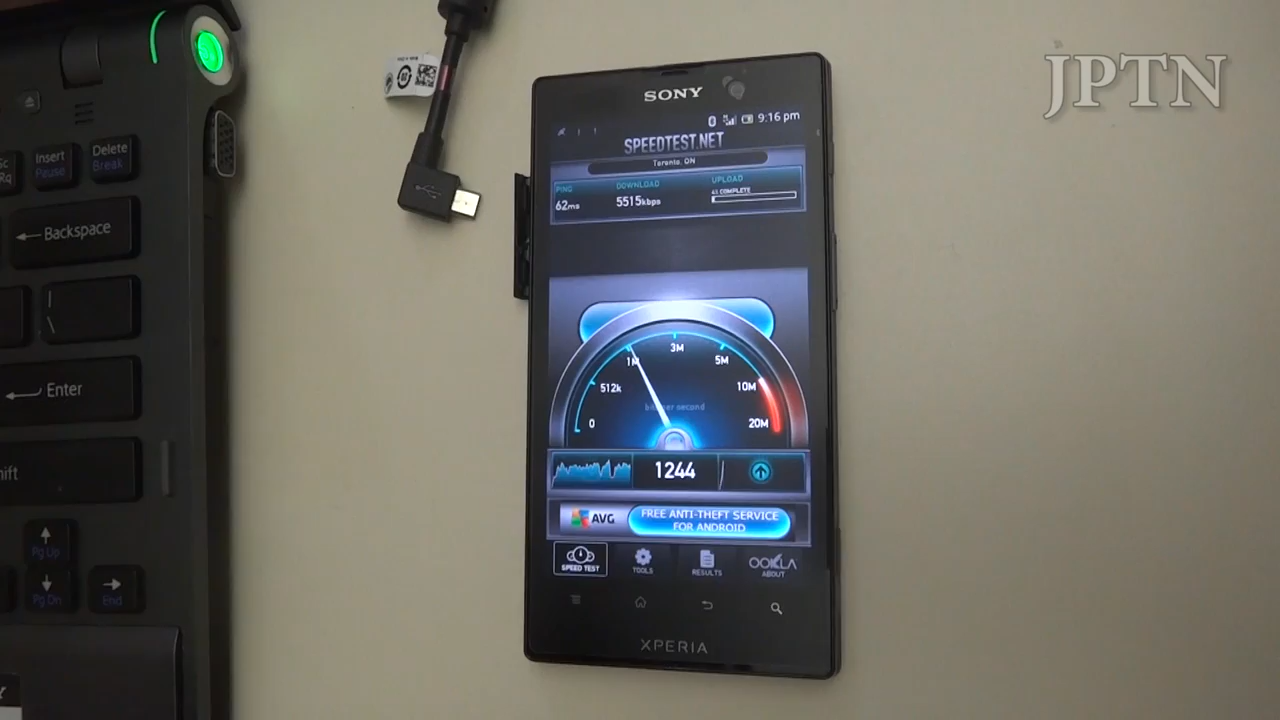 JPTN
SONY
9:16 pm
SPEEDTEST.NET
Toronto, ON
PING
DOWNLOAD
UPLOAD
62ms
5515kbps
COMPLETE
3M
1M
5M
512k
10M
0
20M
second
1244
AVG
FREE ANTI-THEFT SERVICE
FOR ANDROID
SPEED TEST
TOOLS
RESULTS
OOKLA
ABOUT
XPERIA
Insert
Pause
Delete
Break
Backspace
Enter
Pg Up
Pg Dn
End